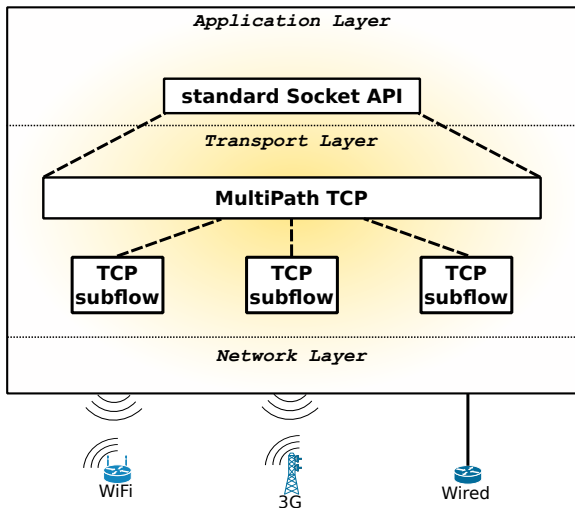 Application Layer
standard Socket API
Transport Layer
MultiPath TCP
TCP
subflow
TCP
subflow
TCP
subflow
Network Layer
WiFi
3G
Wired